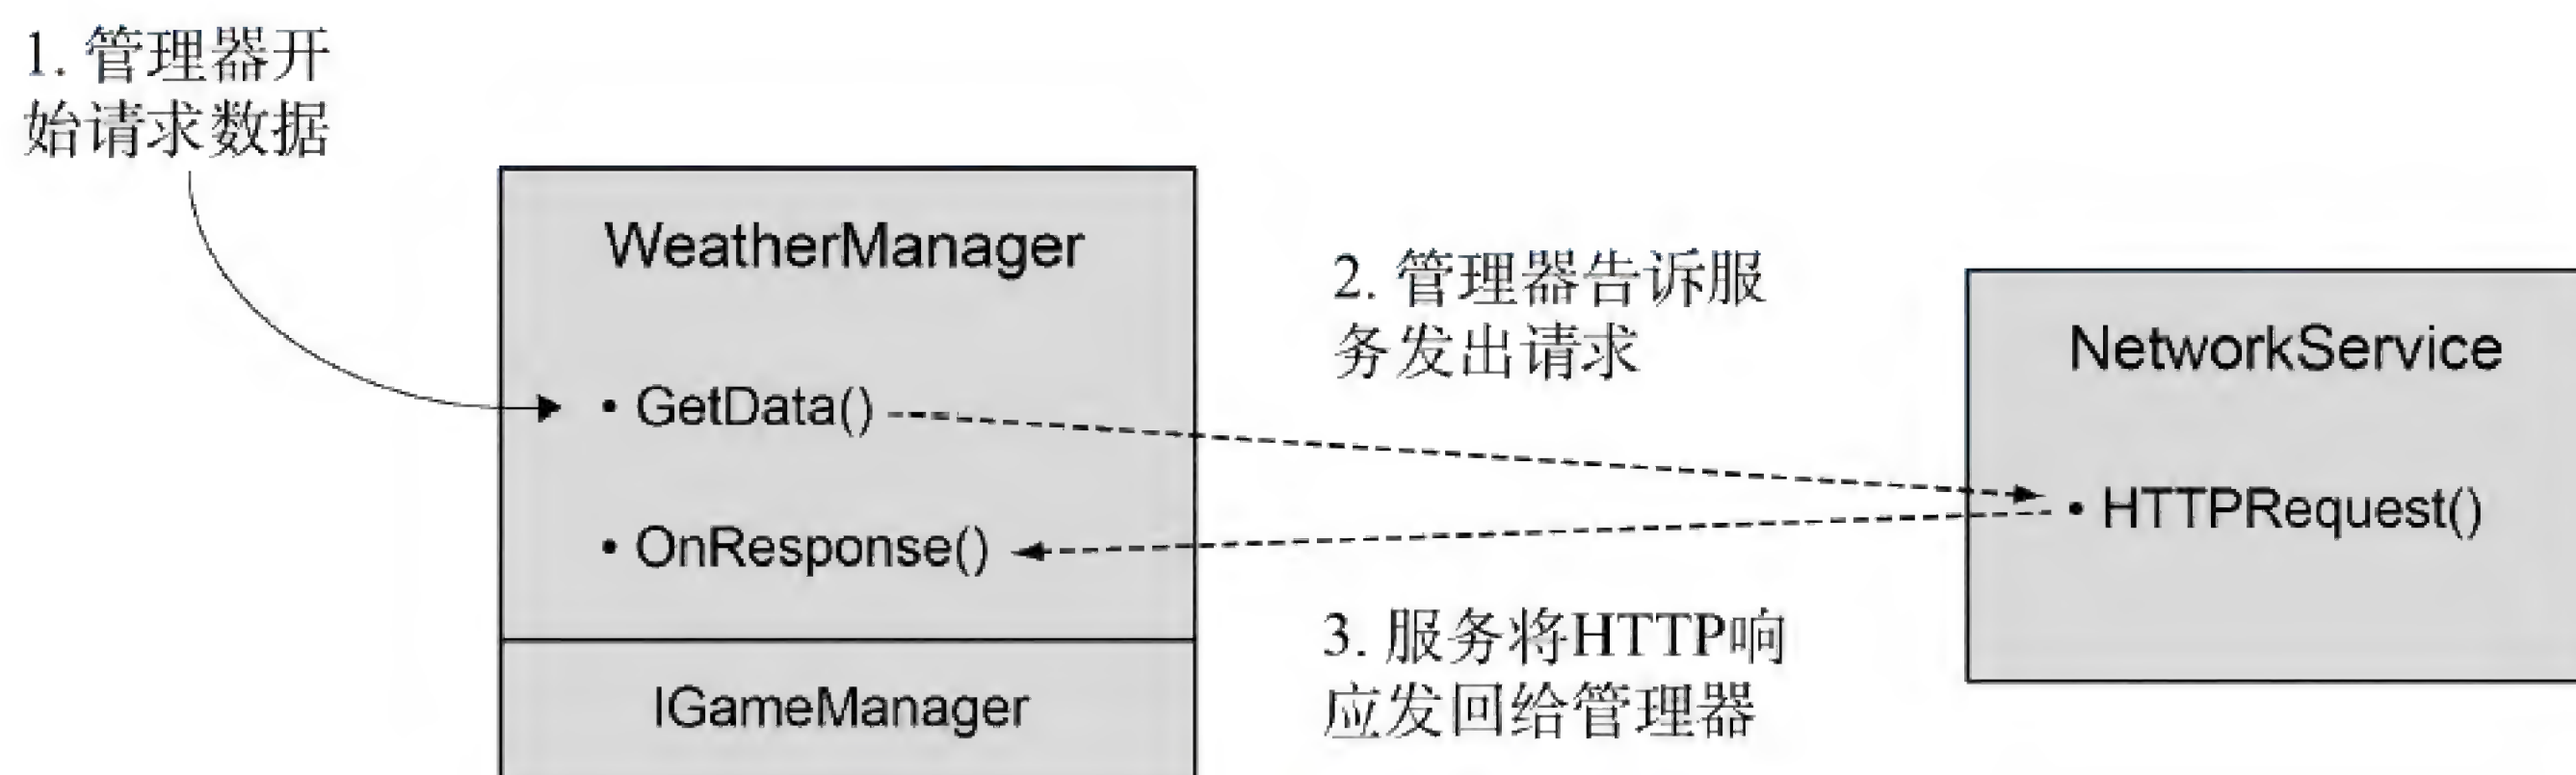 1. 管理器开
始请求数据
WeatherManager
• GetData()
• OnResponse()
IGameManager
2. 管理器告诉服
务发出请求
3. 服务将HTTP响
应发回给管理器
NetworkService
• HTTPRequest()